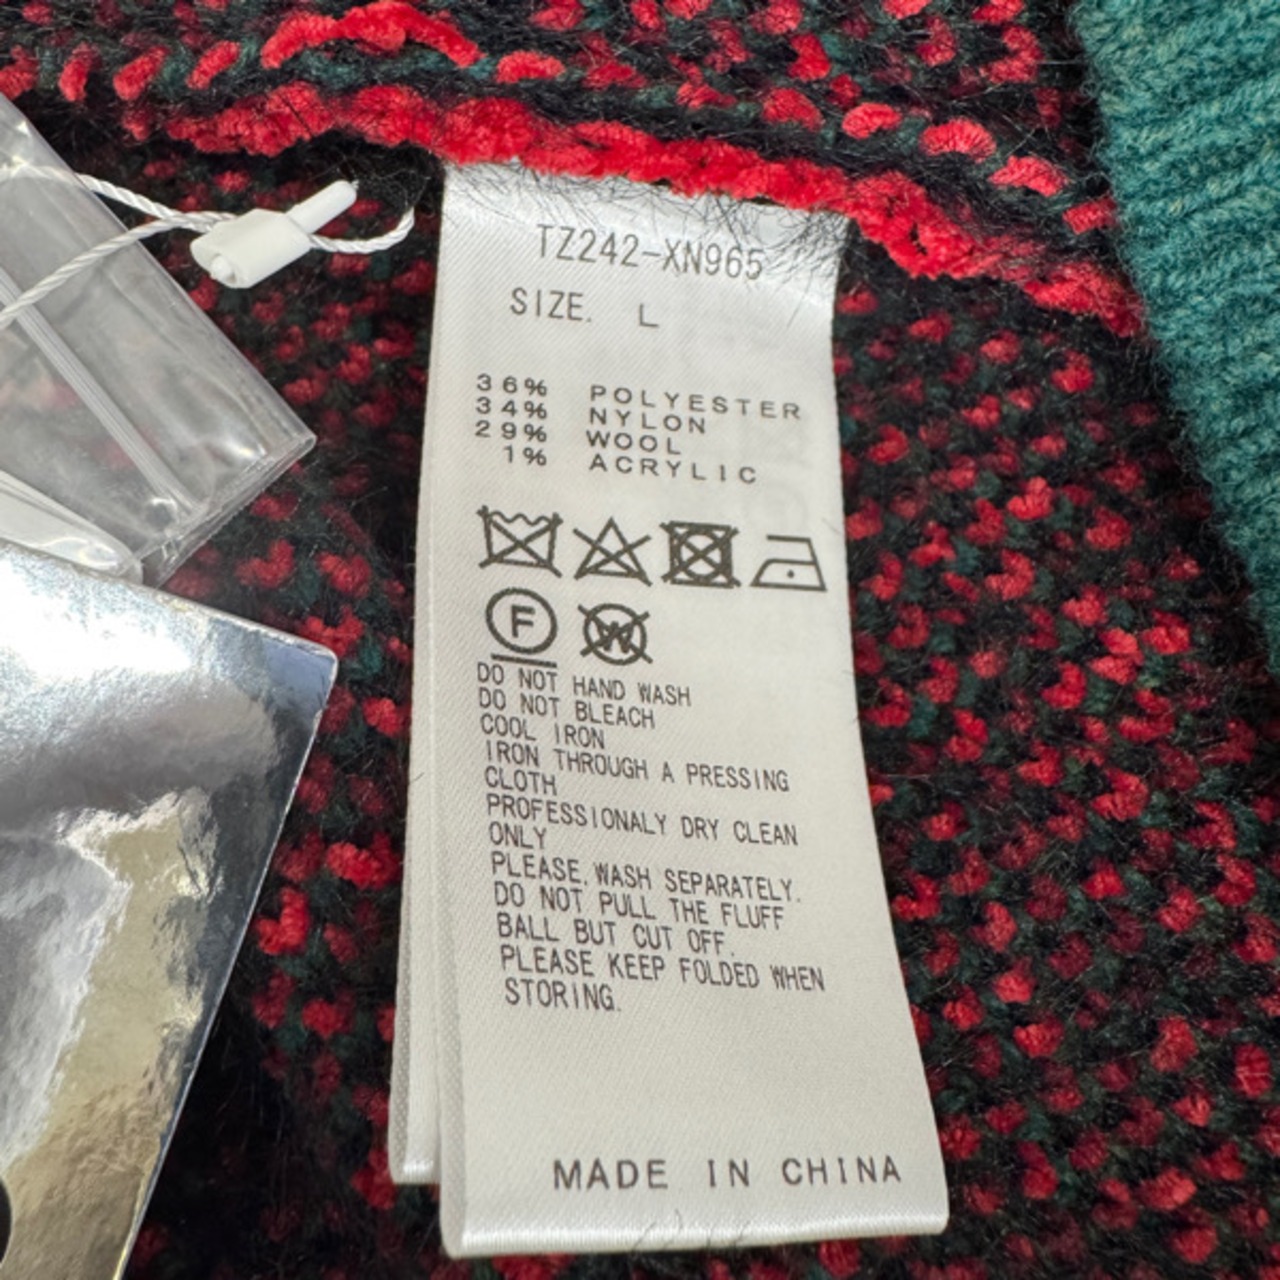 TZ242-XN965
SIZE. L
36% POLYESTER
34% NYLON
29% WOOL
1% ACRYLIC
F W
DO NOT HAND WASH
DO NOT BLEACH
COOL IRON
IRON THROUGH A PRESSING
CLOTH
PROFESSIONALY DRY CLEAN
ONLY
PLEASE.WASH SEPARATELY.
DO NOT PULL THE FLUFF
BALL BUT CUT OFF.
PLEASE KEEP FOLDED WHEN
STORING.
MADE IN CHINA